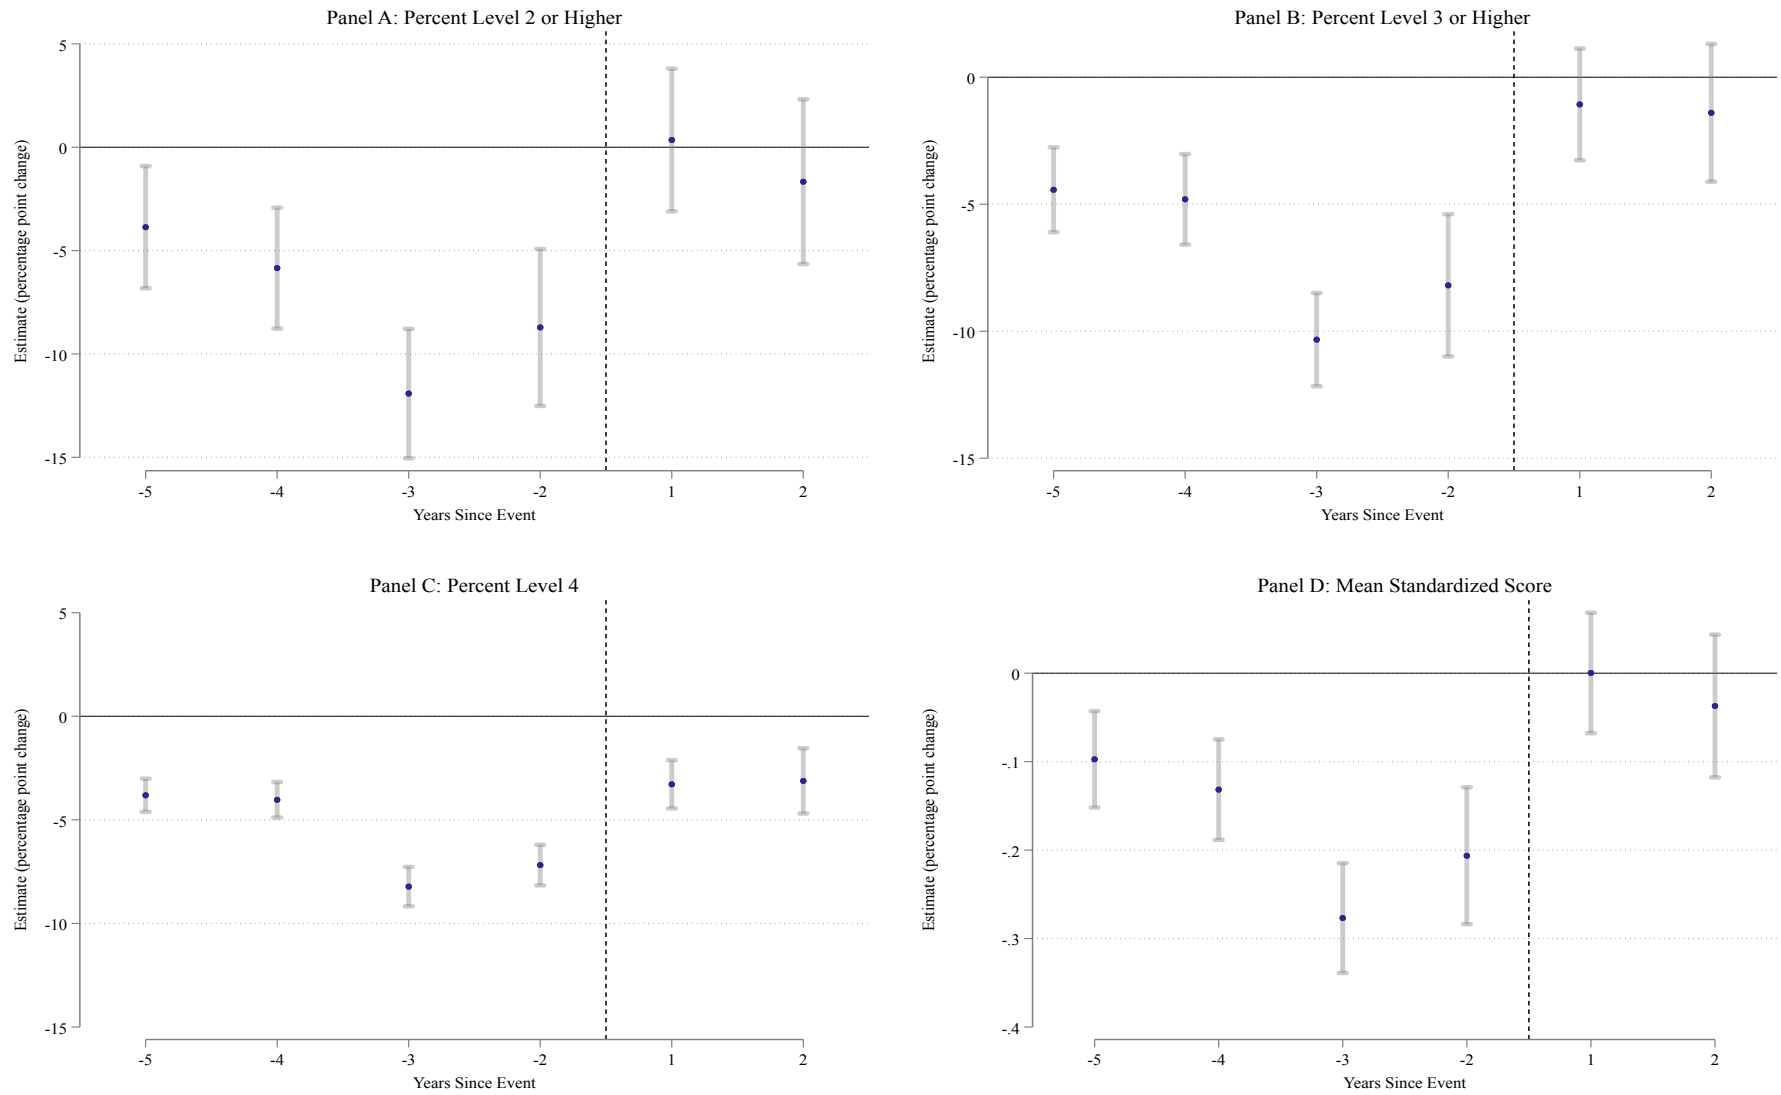 Panel A: Percent Level 2 or Higher
5
0
-5
-10
-15
Estimate (percentage point change)
-5 -4 -3 -2 1 2
Years Since Event
Panel B: Percent Level 3 or Higher
0
-5
-10
-15
Estimate (percentage point change)
-5 -4 -3 -2 1 2
Years Since Event
Panel C: Percent Level 4
5
0
-5
-10
-15
Estimate (percentage point change)
-5 -4 -3 -2 1 2
Years Since Event
Panel D: Mean Standardized Score
0
-.1
-.2
-.3
-.4
Estimate (percentage point change)
-5 -4 -3 -2 1 2
Years Since Event